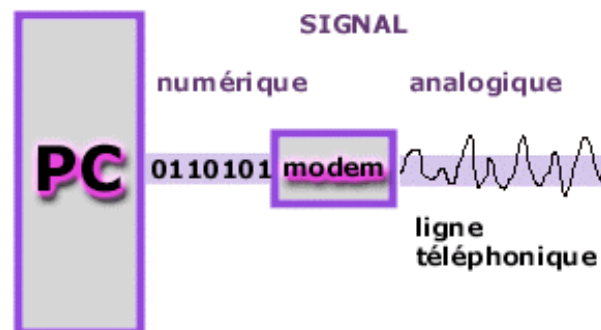 SIGNAL
numérique analogique
PC 0110101 modem
ligne
téléphonique